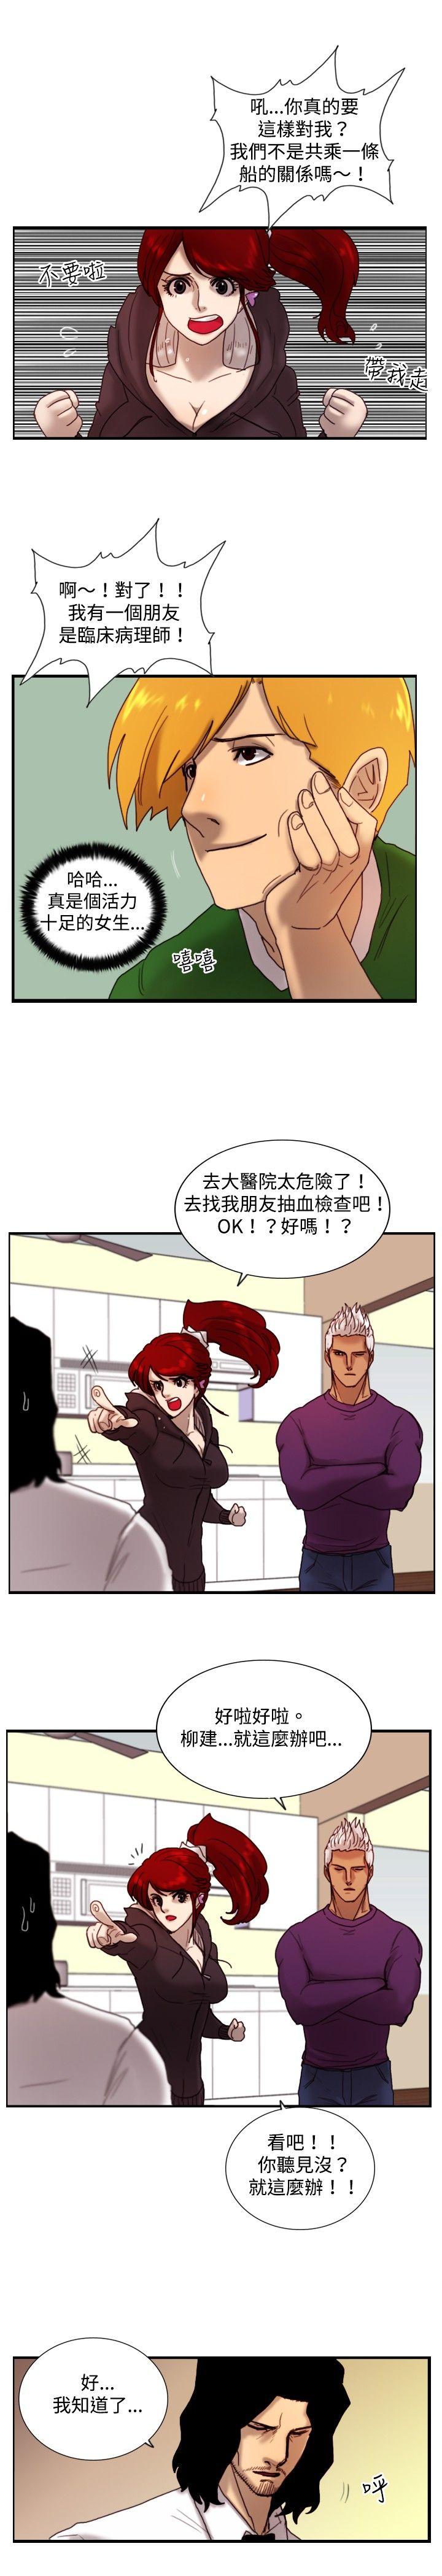 吼...你真的要
這樣對我？
我們不是共乘一條
船的關係嗎～！
不要啦
帶我走
啊～！對了！！
我有一個朋友
是臨床病理師！
哈哈...
真是個活力
十足的女生...
嘻嘻
去大醫院太危險了！
去找我朋友抽血檢查吧！
OK！？好嗎！？
好啦好啦。
柳建...就這麼辦吧...
看吧！！
你聽見沒？
就這麼辦！！
好...
我知道了...
呼